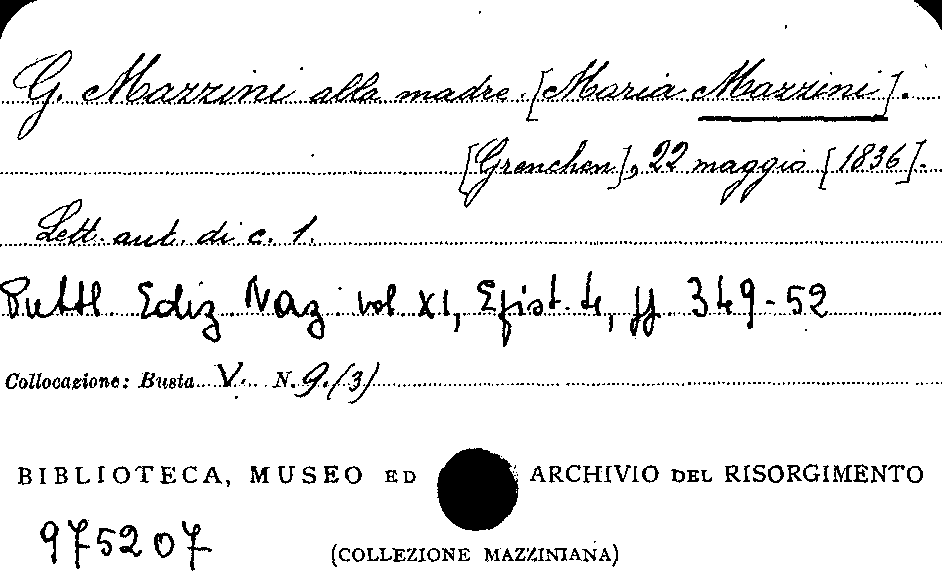 G. Mazzini alla madre [Maria Mazzini].
[Grenchen], 22 maggio [1836].
Lett. aut. di c. 1.
Pubbl. Ediz. Naz. vol. XI, Epist. 4, pp. 349-52
Collocazione: Busta V. N. 9.(3)
BIBLIOTECA, MUSEO ED ARCHIVIO DEL RISORGIMENTO
975207
(COLLEZIONE MAZZINIANA)